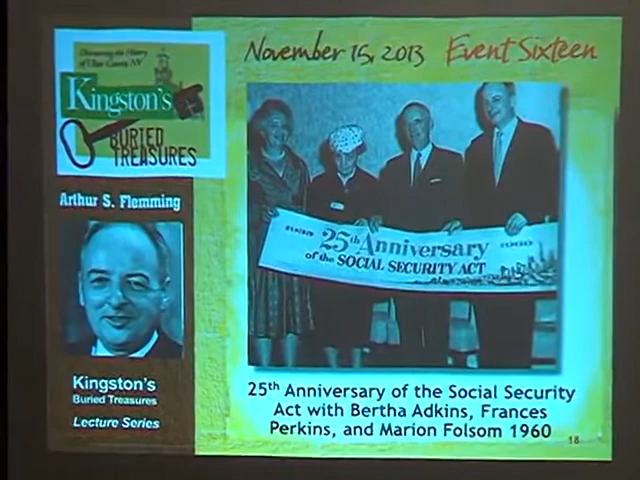 Discovering the History
of Ulster County, NY
Kingston's
BURIED
TREASURES
November 15, 2013 Event Sixteen
Arthur S. Flemming
1935 25th Anniversary 1960
of the SOCIAL SECURITY ACT
Kingston's
Buried Treasures
Lecture Series
25th Anniversary of the Social Security
Act with Bertha Adkins, Frances
Perkins, and Marion Folsom 1960
18